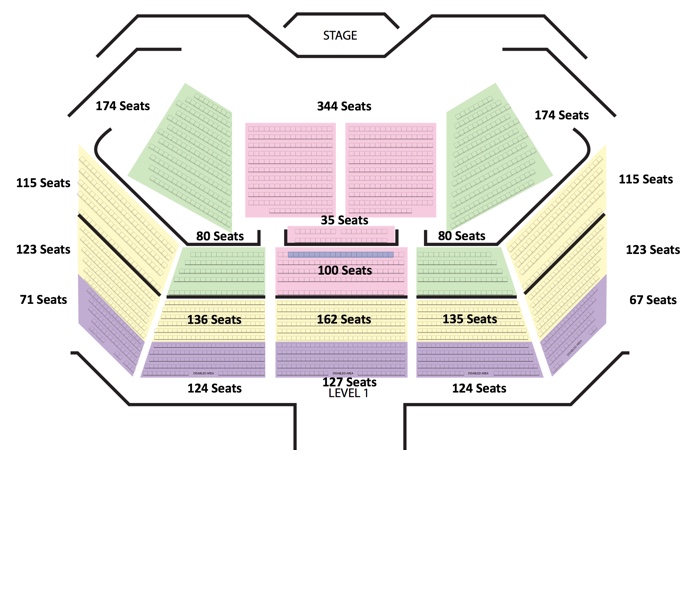 STAGE
174 Seats
344 Seats
174 Seats
115 Seats
115 Seats
35 Seats
80 Seats
80 Seats
123 Seats
123 Seats
100 Seats
71 Seats
67 Seats
136 Seats
162 Seats
135 Seats
124 Seats
127 Seats
124 Seats
LEVEL 1